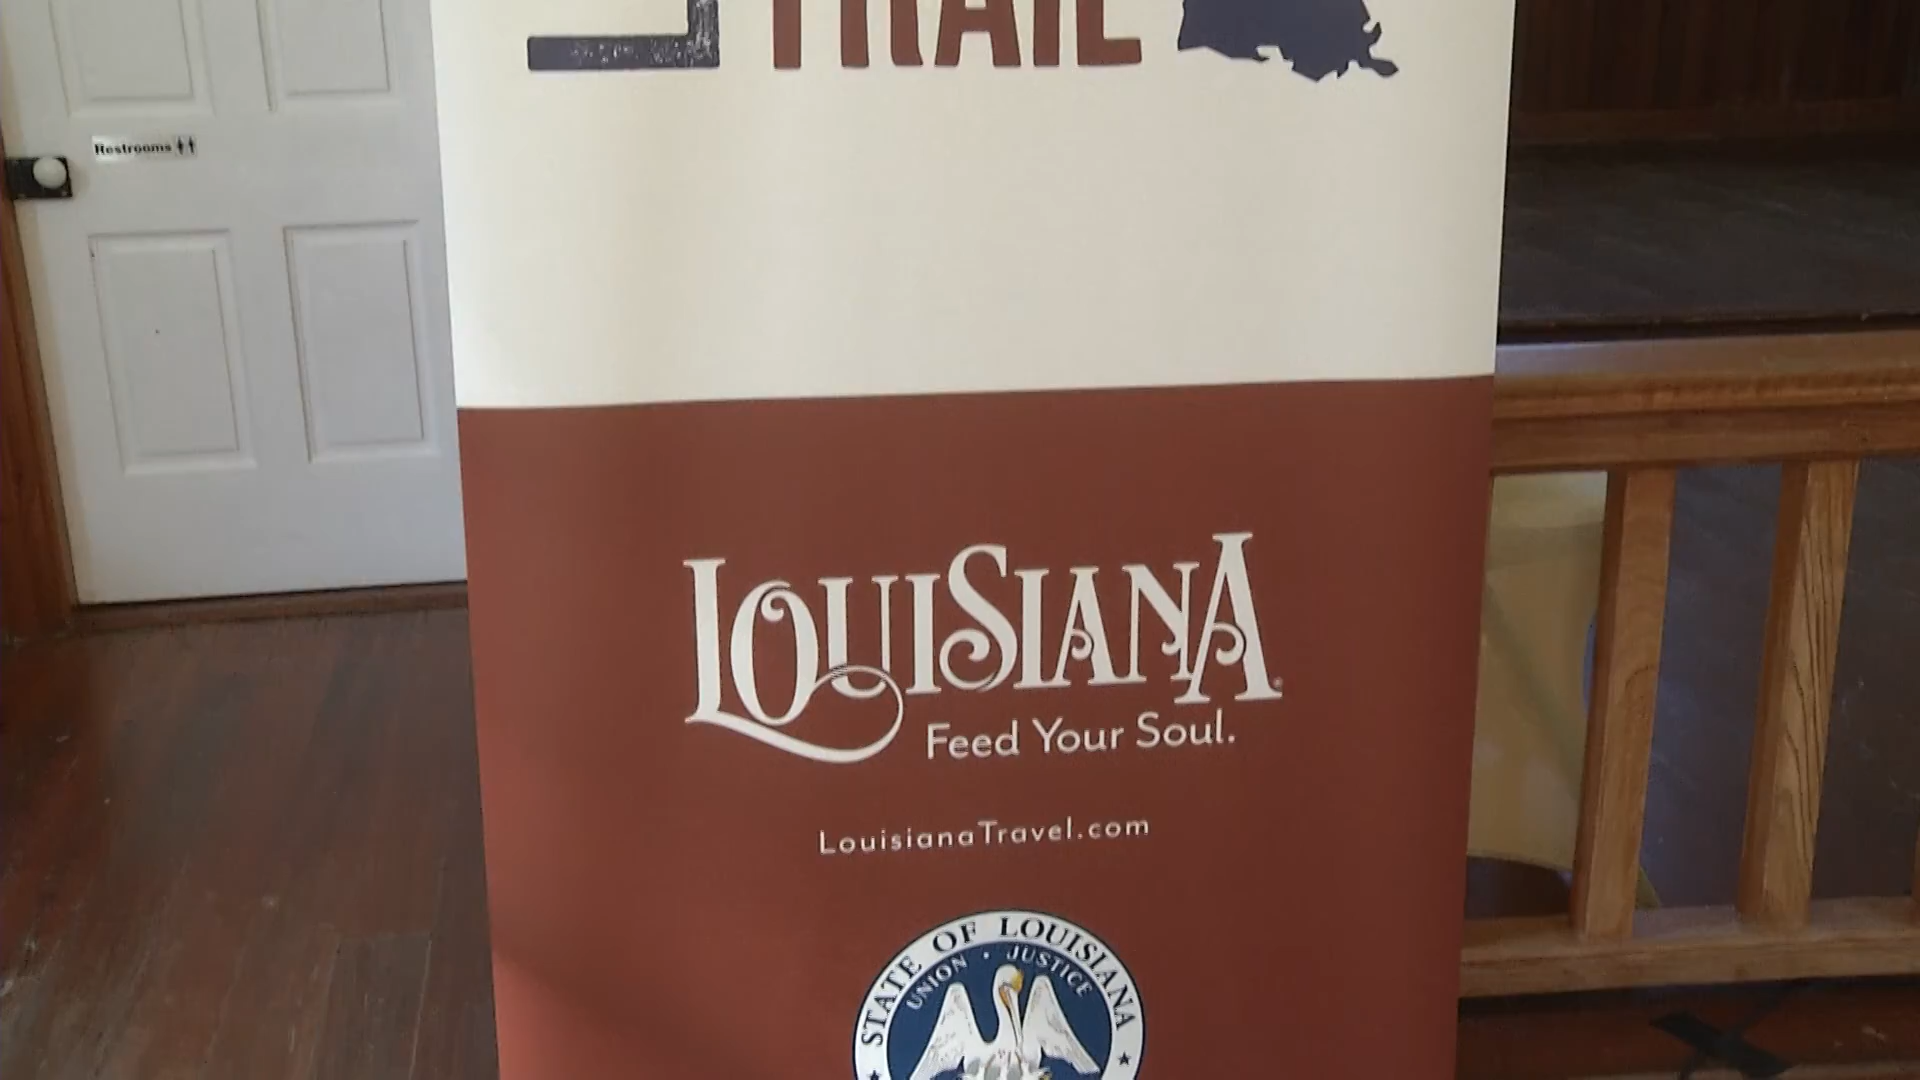 TRAIL
Restrooms
LOUISIANA®
Feed Your Soul.
LouisianaTravel.com
STATE OF LOUISIANA
UNION · JUSTICE